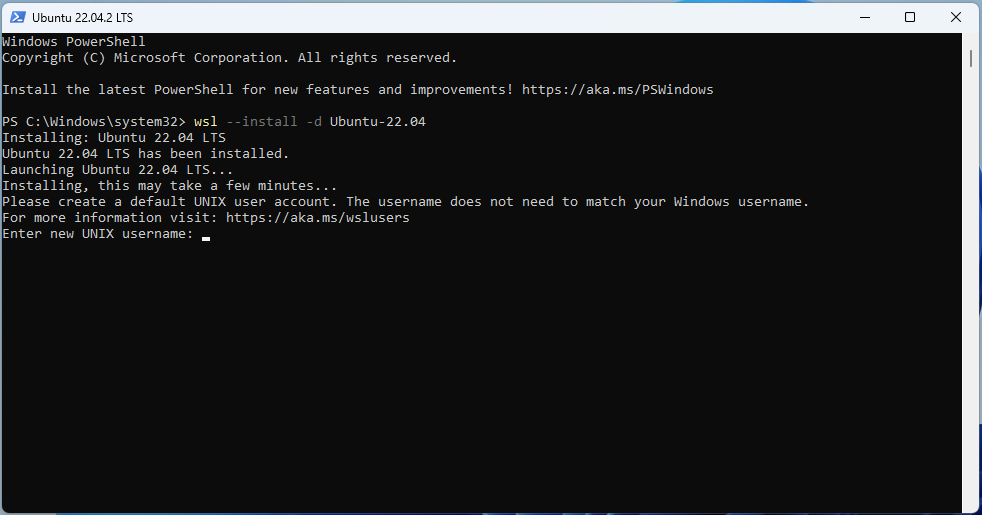 Ubuntu 22.04.2 LTS
Windows PowerShell
Copyright (C) Microsoft Corporation. All rights reserved.
Install the latest PowerShell for new features and improvements! https://aka.ms/PSWindows
PS C:\Windows\system32> wsl --install -d Ubuntu-22.04
Installing: Ubuntu 22.04 LTS
Ubuntu 22.04 LTS has been installed.
Launching Ubuntu 22.04 LTS...
Installing, this may take a few minutes...
Please create a default UNIX user account. The username does not need to match your Windows username.
For more information visit: https://aka.ms/wslusers
Enter new UNIX username: